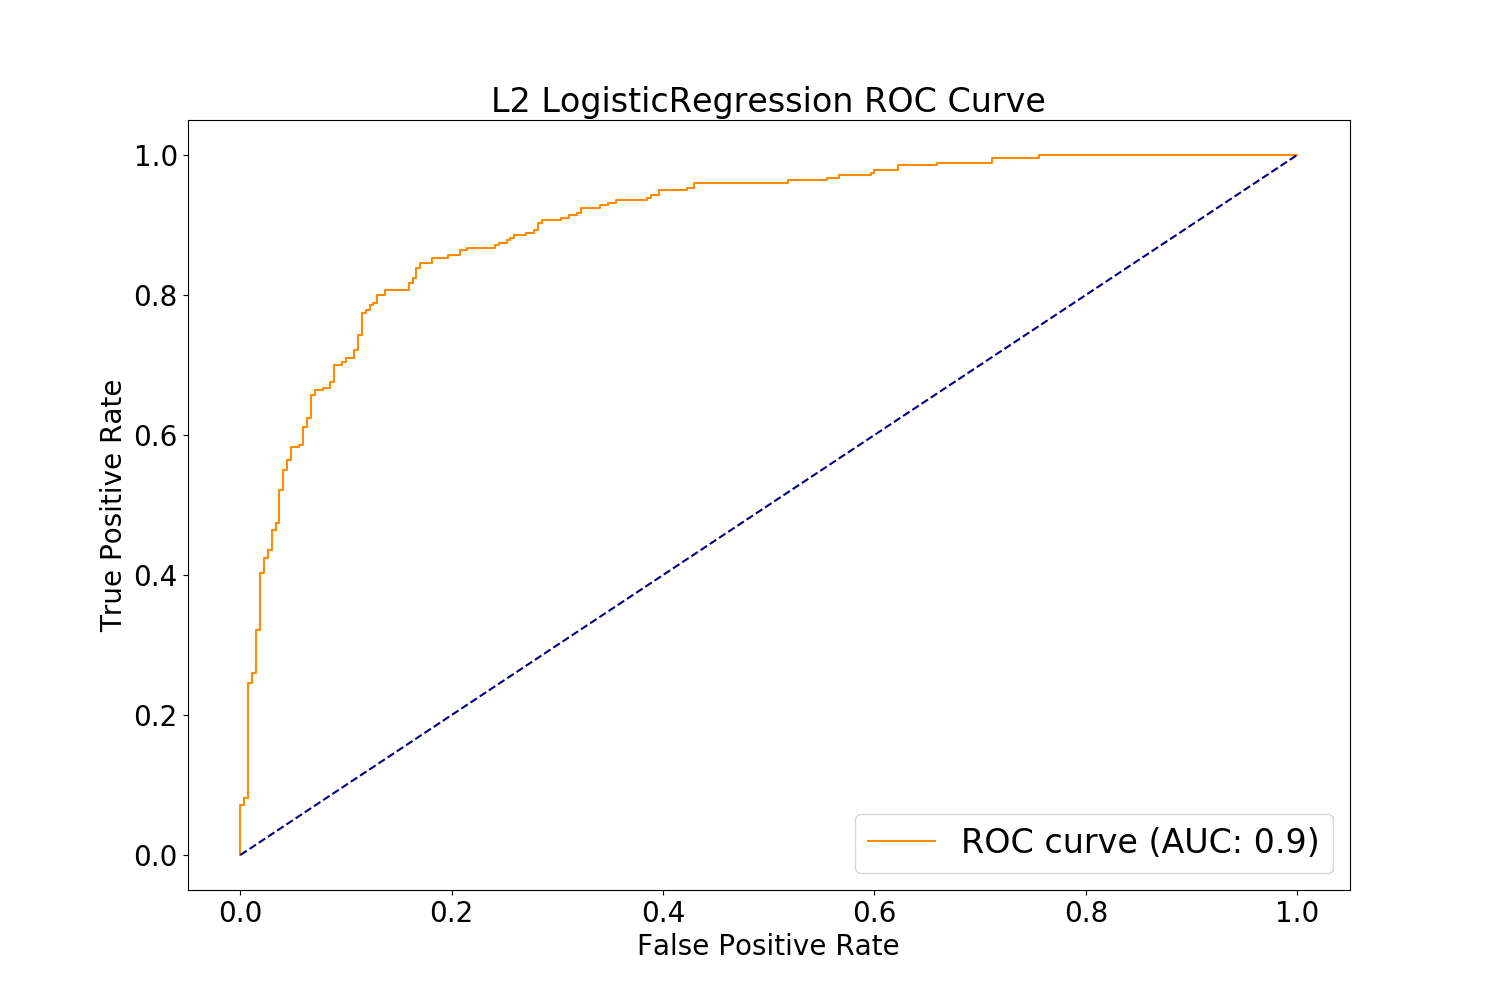 L2 LogisticRegression ROC Curve
1.0
0.8
0.6
0.4
0.2
0.0
True Positive Rate
ROC curve (AUC: 0.9)
0.0 0.2 0.4 0.6 0.8 1.0
False Positive Rate